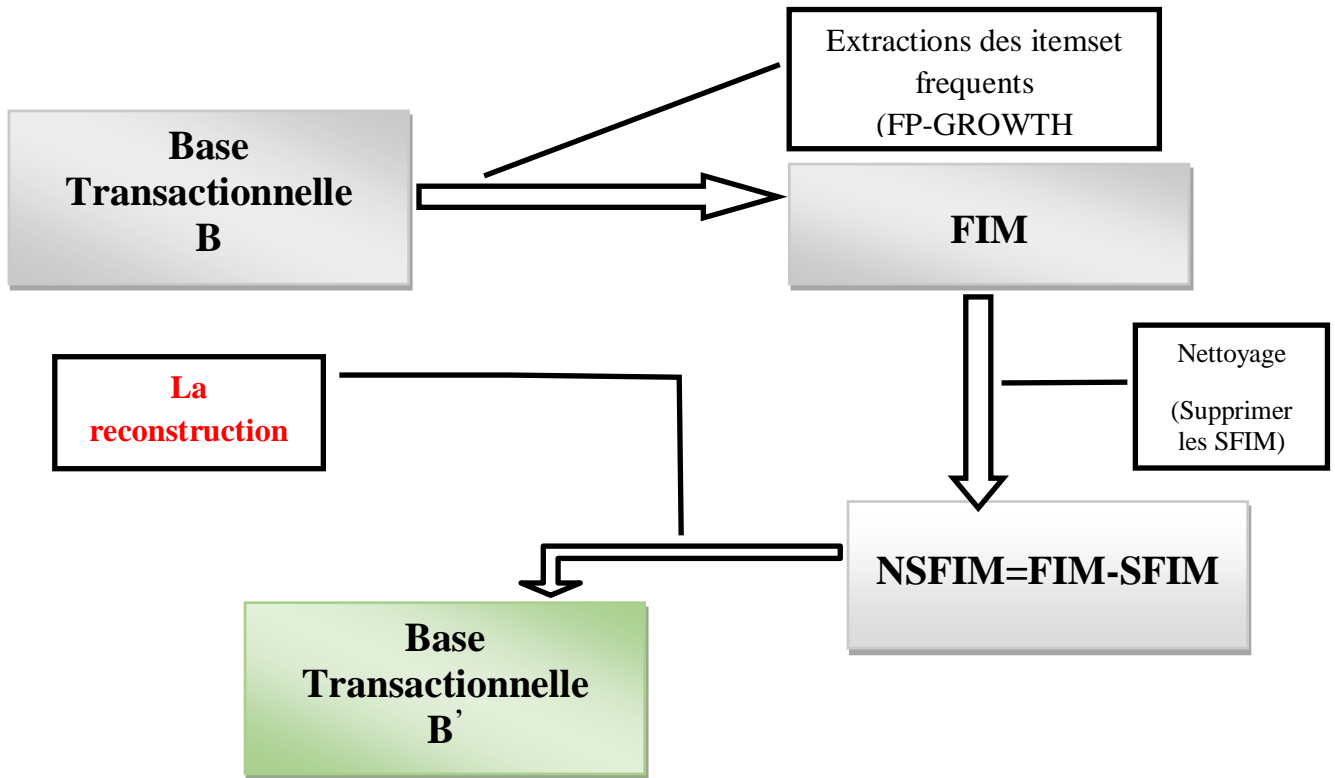 Extractions des itemset
frequents
(FP-GROWTH
Base
Transactionnelle
B
FIM
Nettoyage
(Supprimer
les SFIM)
La
reconstruction
NSFIM=FIM-SFIM
Base
Transactionnelle
B’